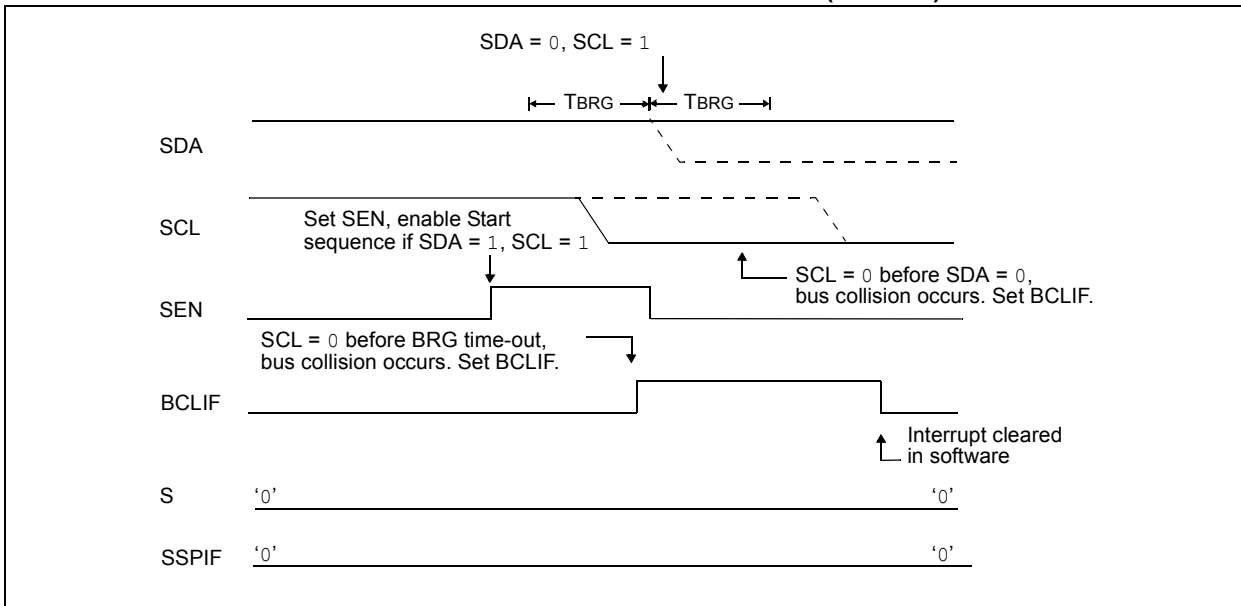 SDA = 0, SCL = 1
TBRG TBRG
SDA
SCL
Set SEN, enable Start
sequence if SDA = 1, SCL = 1
SCL = 0 before SDA = 0,
bus collision occurs. Set BCLIF.
SEN
SCL = 0 before BRG time-out,
bus collision occurs. Set BCLIF.
BCLIF
Interrupt cleared
in software
S ‘0’ ‘0’
SSPIF ‘0’ ‘0’